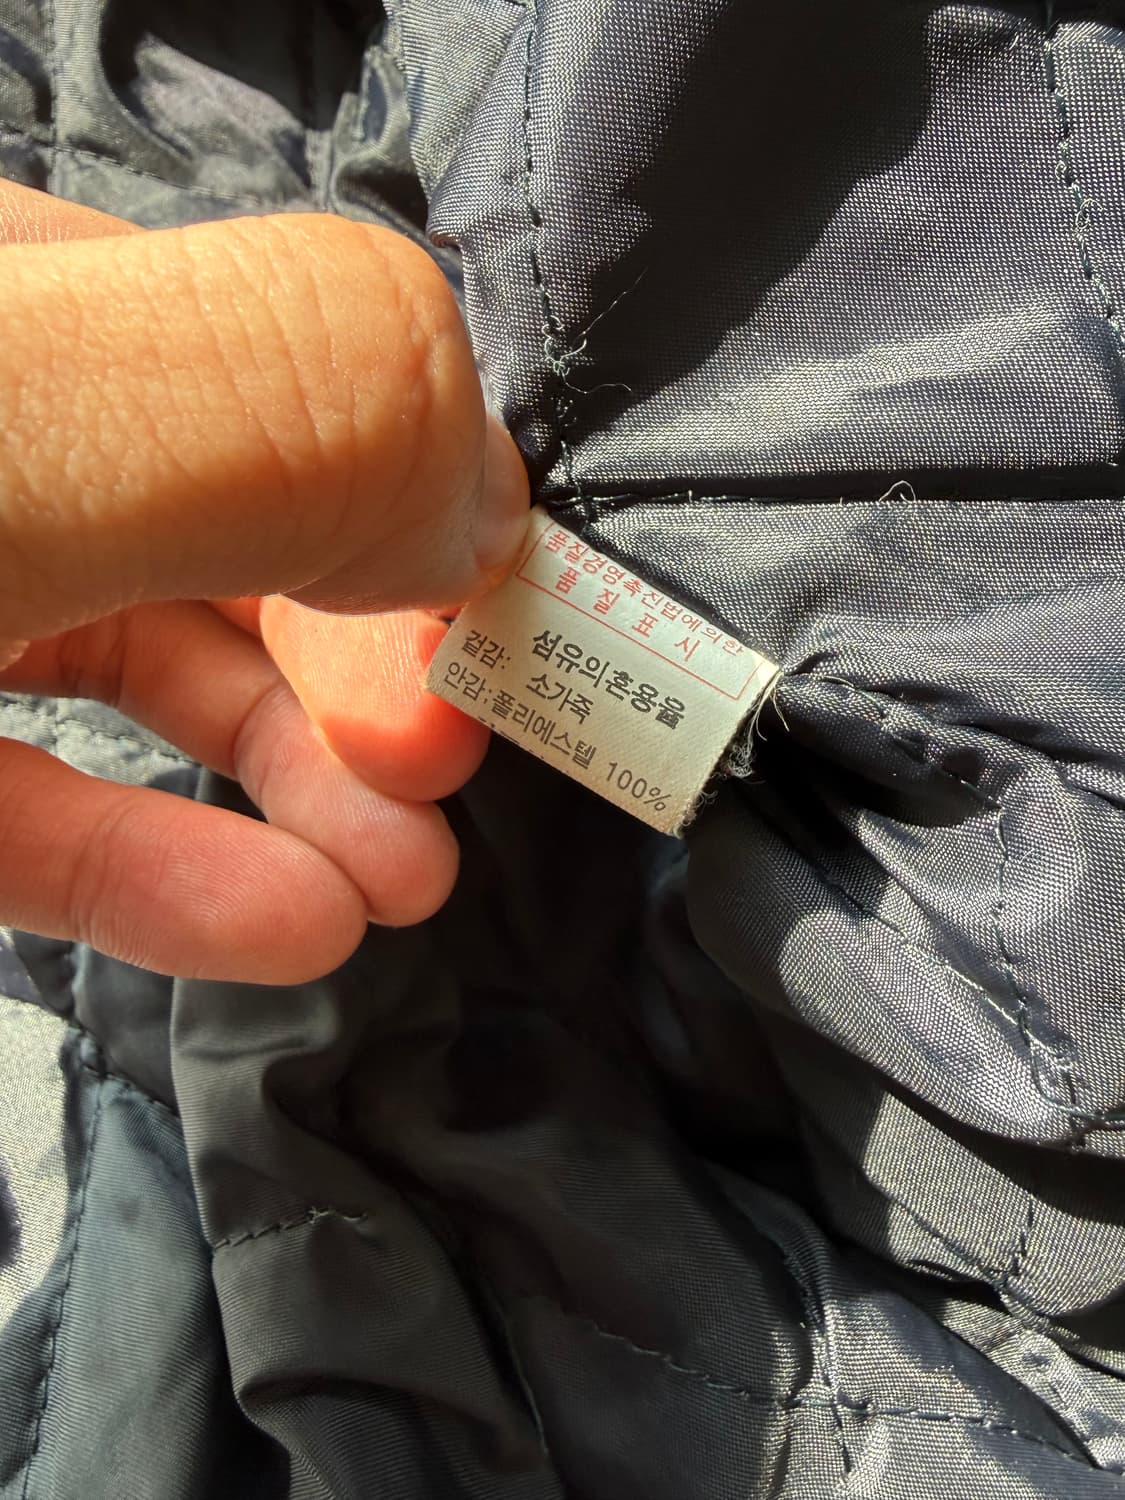 품질경영촉진법에의한
품 질 표 시
섬유의혼용율
겉감: 소가죽
안감: 폴리에스텔 100%